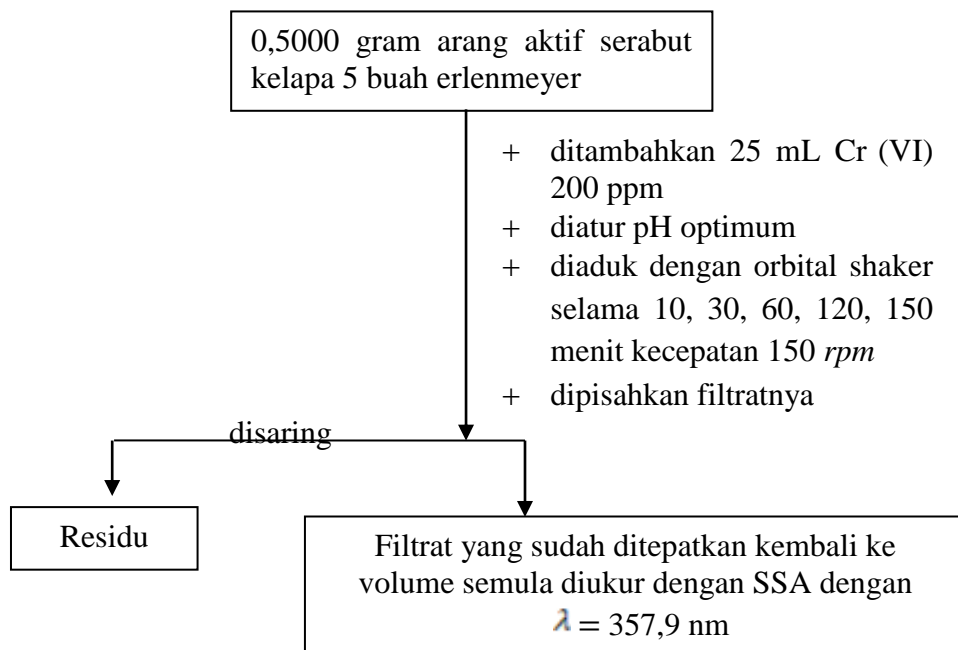 0,5000 gram arang aktif serabut
kelapa 5 buah erlenmeyer
+ ditambahkan 25 mL Cr (VI)
200 ppm
+ diatur pH optimum
+ diaduk dengan orbital shaker
selama 10, 30, 60, 120, 150
menit kecepatan 150 rpm
+ dipisahkan filtratnya
disaring
Residu
Filtrat yang sudah ditepatkan kembali ke
volume semula diukur dengan SSA dengan
λ = 357,9 nm